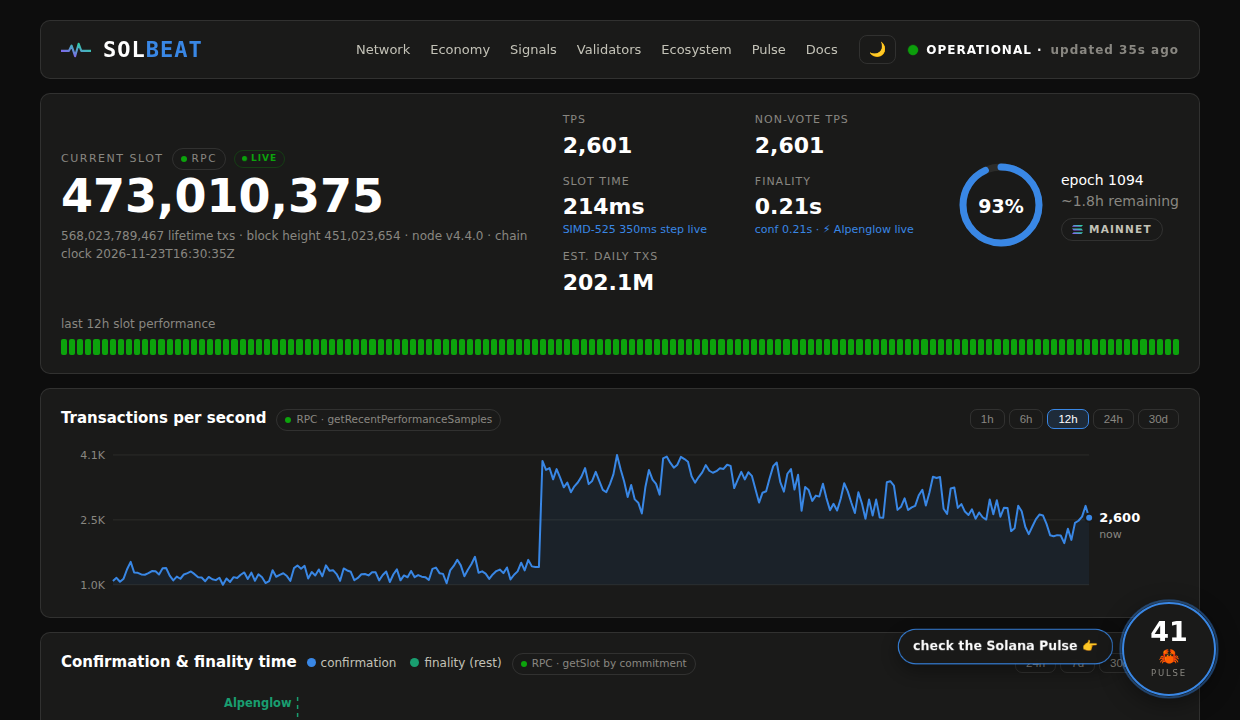 SOLBEAT
Network Economy Signals Validators Ecosystem Pulse Docs
OPERATIONAL · updated 35s ago
CURRENT SLOT RPC LIVE
473,010,375
568,023,789,467 lifetime txs · block height 451,023,654 · node v4.4.0 · chain
clock 2026-11-23T16:30:35Z
TPS
2,601
NON-VOTE TPS
2,601
SLOT TIME
214ms
SIMD-525 350ms step live
FINALITY
0.21s
conf 0.21s · ⚡ Alpenglow live
EST. DAILY TXS
202.1M
93%
epoch 1094
~1.8h remaining
MAINNET
last 12h slot performance
Transactions per second RPC · getRecentPerformanceSamples
1h 6h 12h 24h 30d
4.1K
2.5K
1.0K
2,600
now
Confirmation & finality time confirmation finality (rest) RPC · getSlot by commitment
Alpenglow
check the Solana Pulse 👉
41
🦀
PULSE